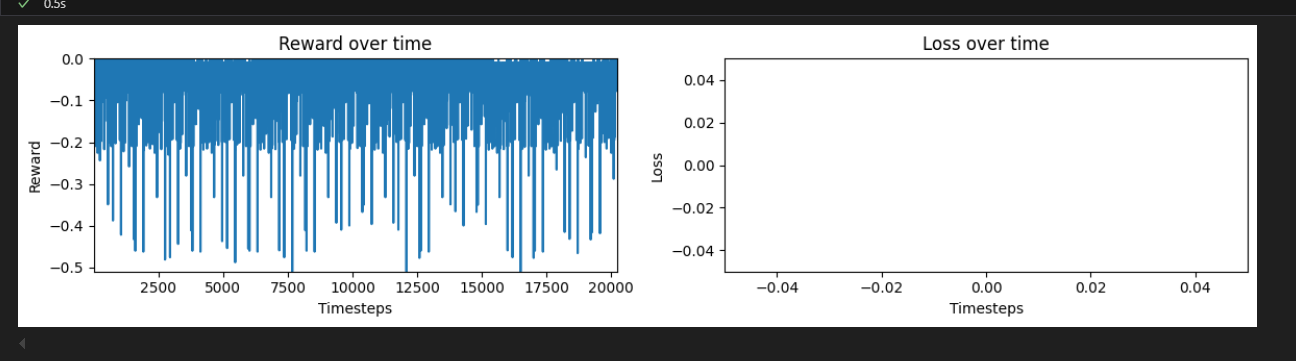 0.5s
Reward over time
Loss over time
0.0
−0.1
−0.2
−0.3
−0.4
−0.5
Reward
2500 5000 7500 10000 12500 15000 17500 20000
Timesteps
0.04
0.02
0.00
−0.02
−0.04
Loss
−0.04 −0.02 0.00 0.02 0.04
Timesteps